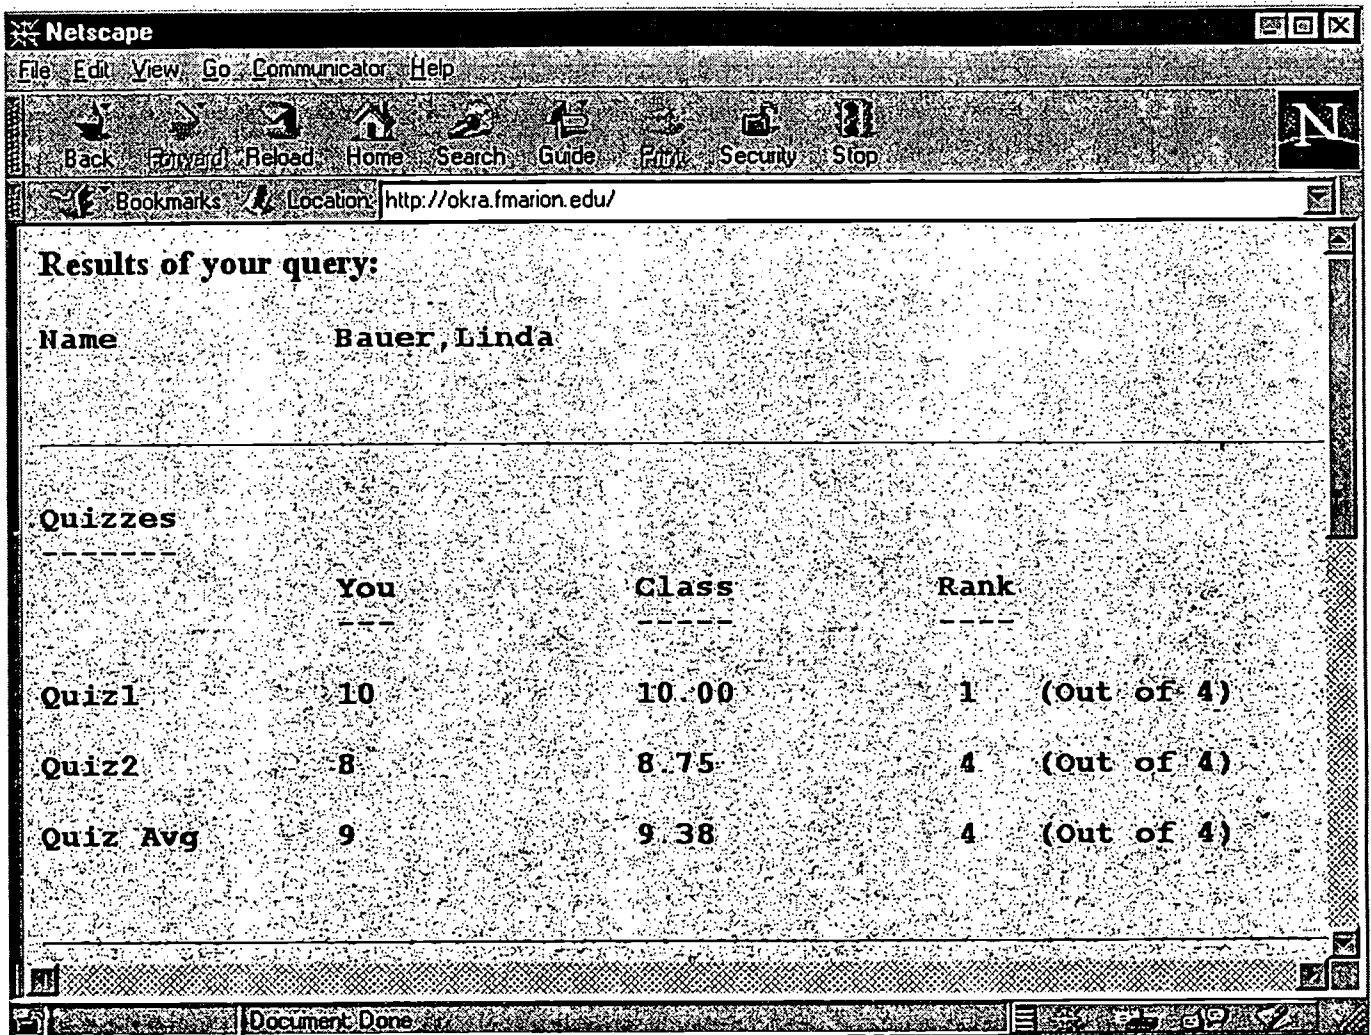 Netscape
File Edit View Go Communicator Help
N
Back Forward Reload Home Search Guide Print Security Stop
Bookmarks Location: http://okra.fmarion.edu/
Results of your query:
Name Bauer,Linda
Quizzes
-------
You Class Rank
--- ----- ----
Quiz1 10 10.00 1 (Out of 4)
Quiz2 8 8.75 4 (Out of 4)
Quiz Avg 9 9.38 4 (Out of 4)
Document: Done